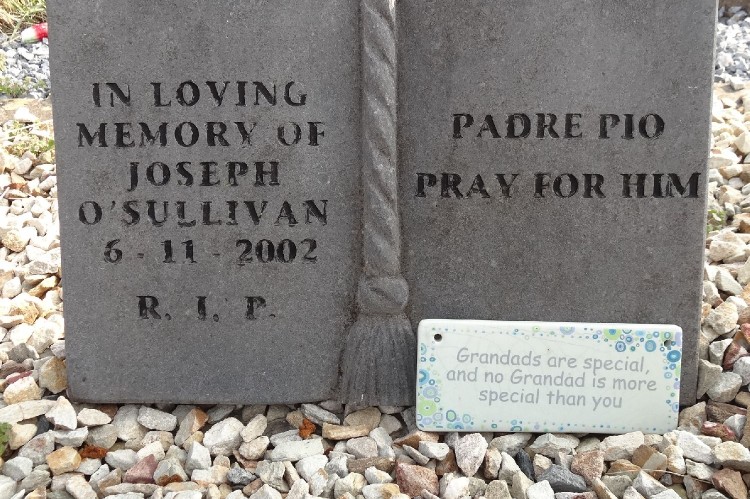 IN LOVING
MEMORY OF
JOSEPH
O'SULLIVAN
6 - 11 - 2002
R. I. P.
PADRE PIO
PRAY FOR HIM
Grandads are special,
and no Grandad is more
special than you